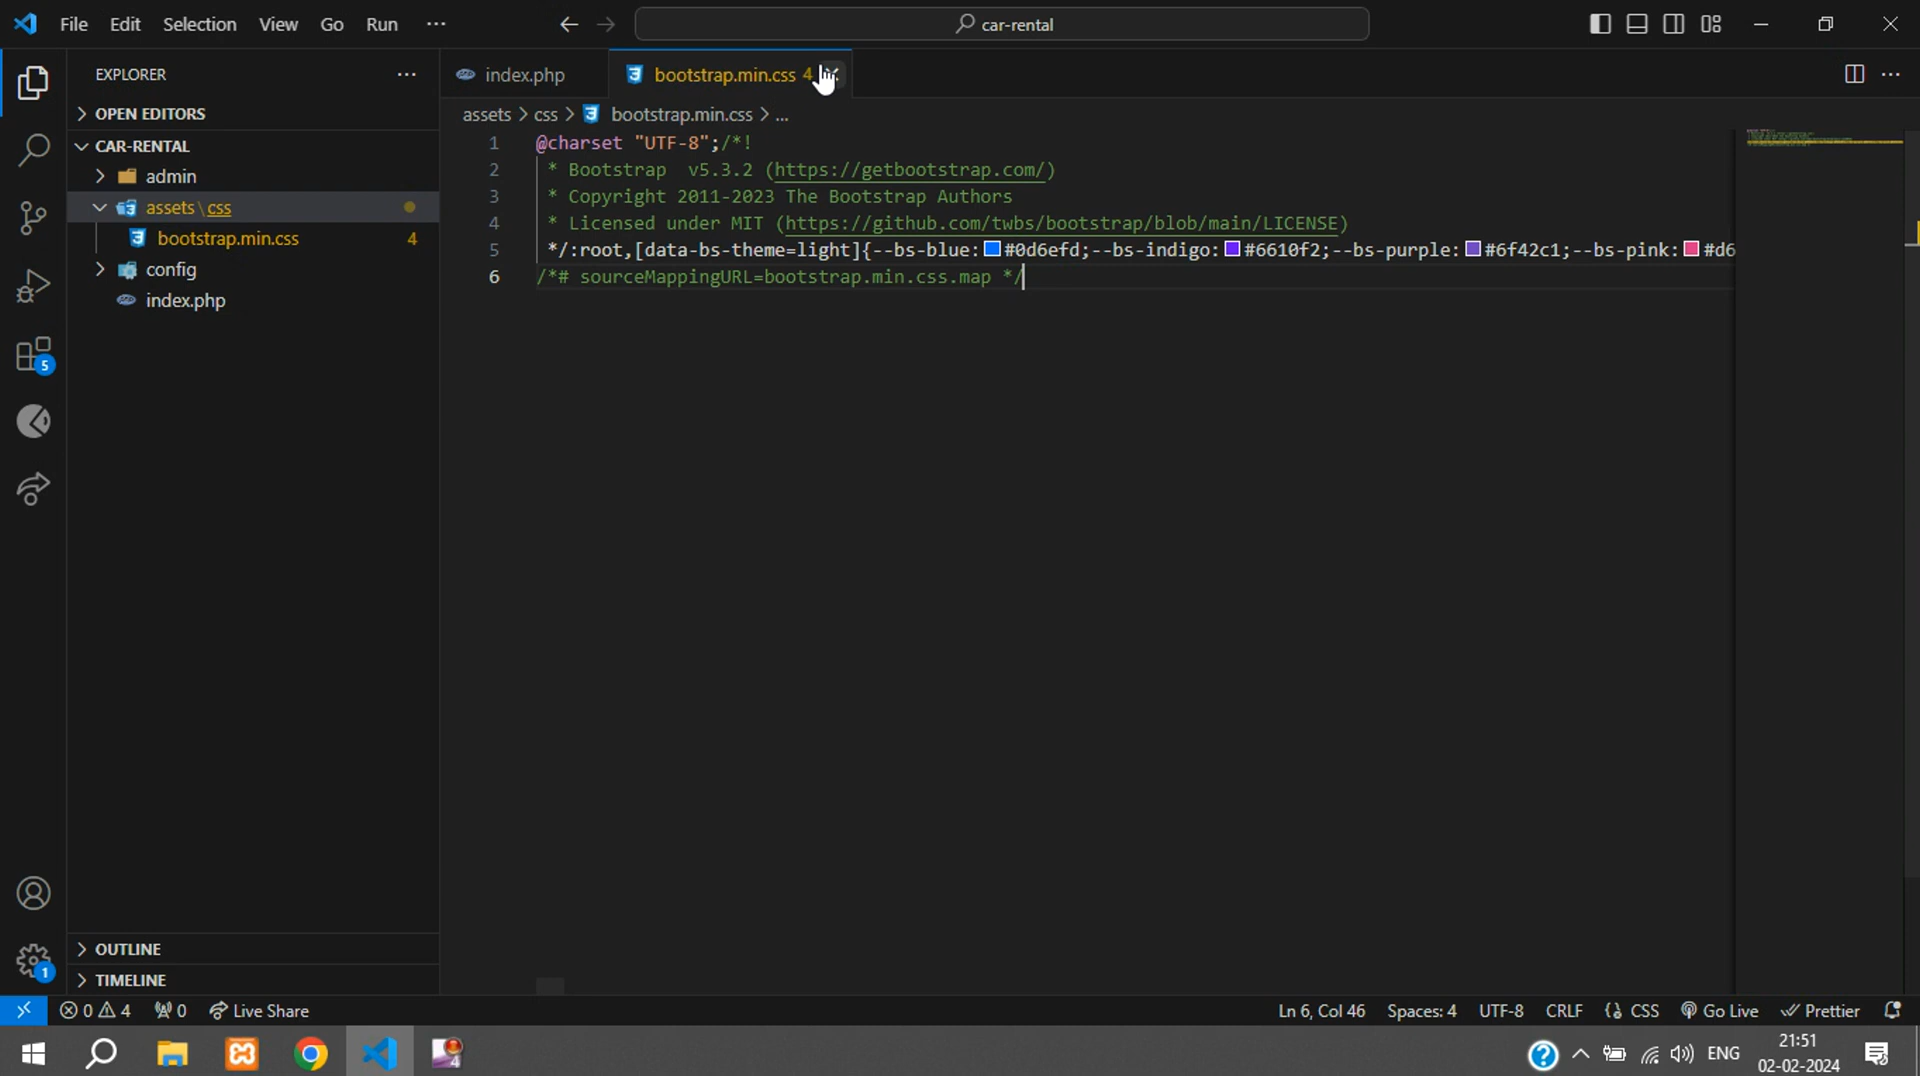 File Edit Selection View Go Run ··· car-rental
EXPLORER ···
OPEN EDITORS
CAR-RENTAL
admin
assets\css
bootstrap.min.css 4
config
index.php
OUTLINE
TIMELINE
5
1
index.php bootstrap.min.css 4
assets > css > bootstrap.min.css > ...
1 @charset "UTF-8";/*!
2 * Bootstrap  v5.3.2 (https://getbootstrap.com/)
3 * Copyright 2011-2023 The Bootstrap Authors
4 * Licensed under MIT (https://github.com/twbs/bootstrap/blob/main/LICENSE)
5 */:root,[data-bs-theme=light]{--bs-blue:#0d6efd;--bs-indigo:#6610f2;--bs-purple:#6f42c1;--bs-pink:#d6
6 /*# sourceMappingURL=bootstrap.min.css.map */
0 4 0 Live Share Ln 6, Col 46 Spaces: 4 UTF-8 CRLF {} CSS Go Live Prettier
4 ? ENG 21:51
02-02-2024